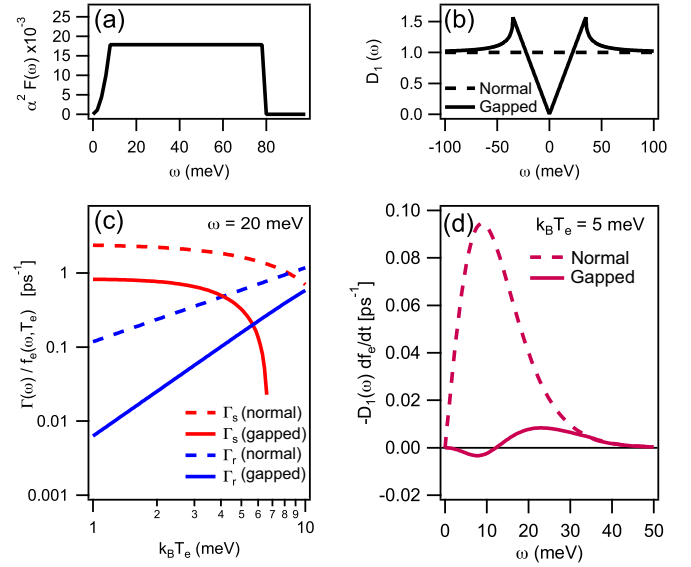 (a)
α² F(ω) x10⁻³
25
20
15
10
5
0
0
20
40
60
80
ω (meV)
(b)
D₁ (ω)
1.5
1.0
0.5
0.0
Normal
Gapped
-100
-50
0
50
100
ω (meV)
(c)
ω = 20 meV
Γ(ω) / fₑ(ω,Tₑ) [ps⁻¹]
1
0.1
0.01
0.001
Γₛ (normal)
Γₛ (gapped)
Γᵣ (normal)
Γᵣ (gapped)
1
2
3
4
5
6
7
8
9
10
k_BTₑ (meV)
(d)
k_BTₑ = 5 meV
Normal
Gapped
-D₁(ω) dfₑ/dt [ps⁻¹]
0.10
0.08
0.06
0.04
0.02
0.00
-0.02
0
10
20
30
40
50
ω (meV)